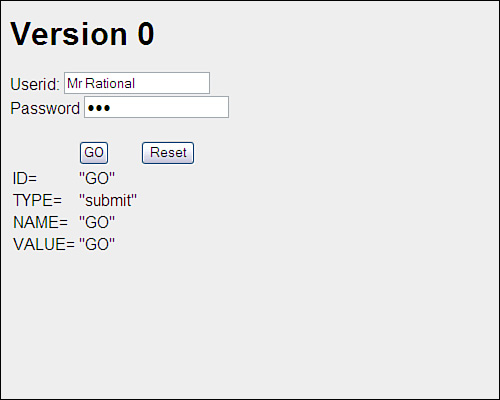 Version 0
Userid: Mr Rational
Password •••
GO Reset
ID= "GO"
TYPE= "submit"
NAME= "GO"
VALUE= "GO"